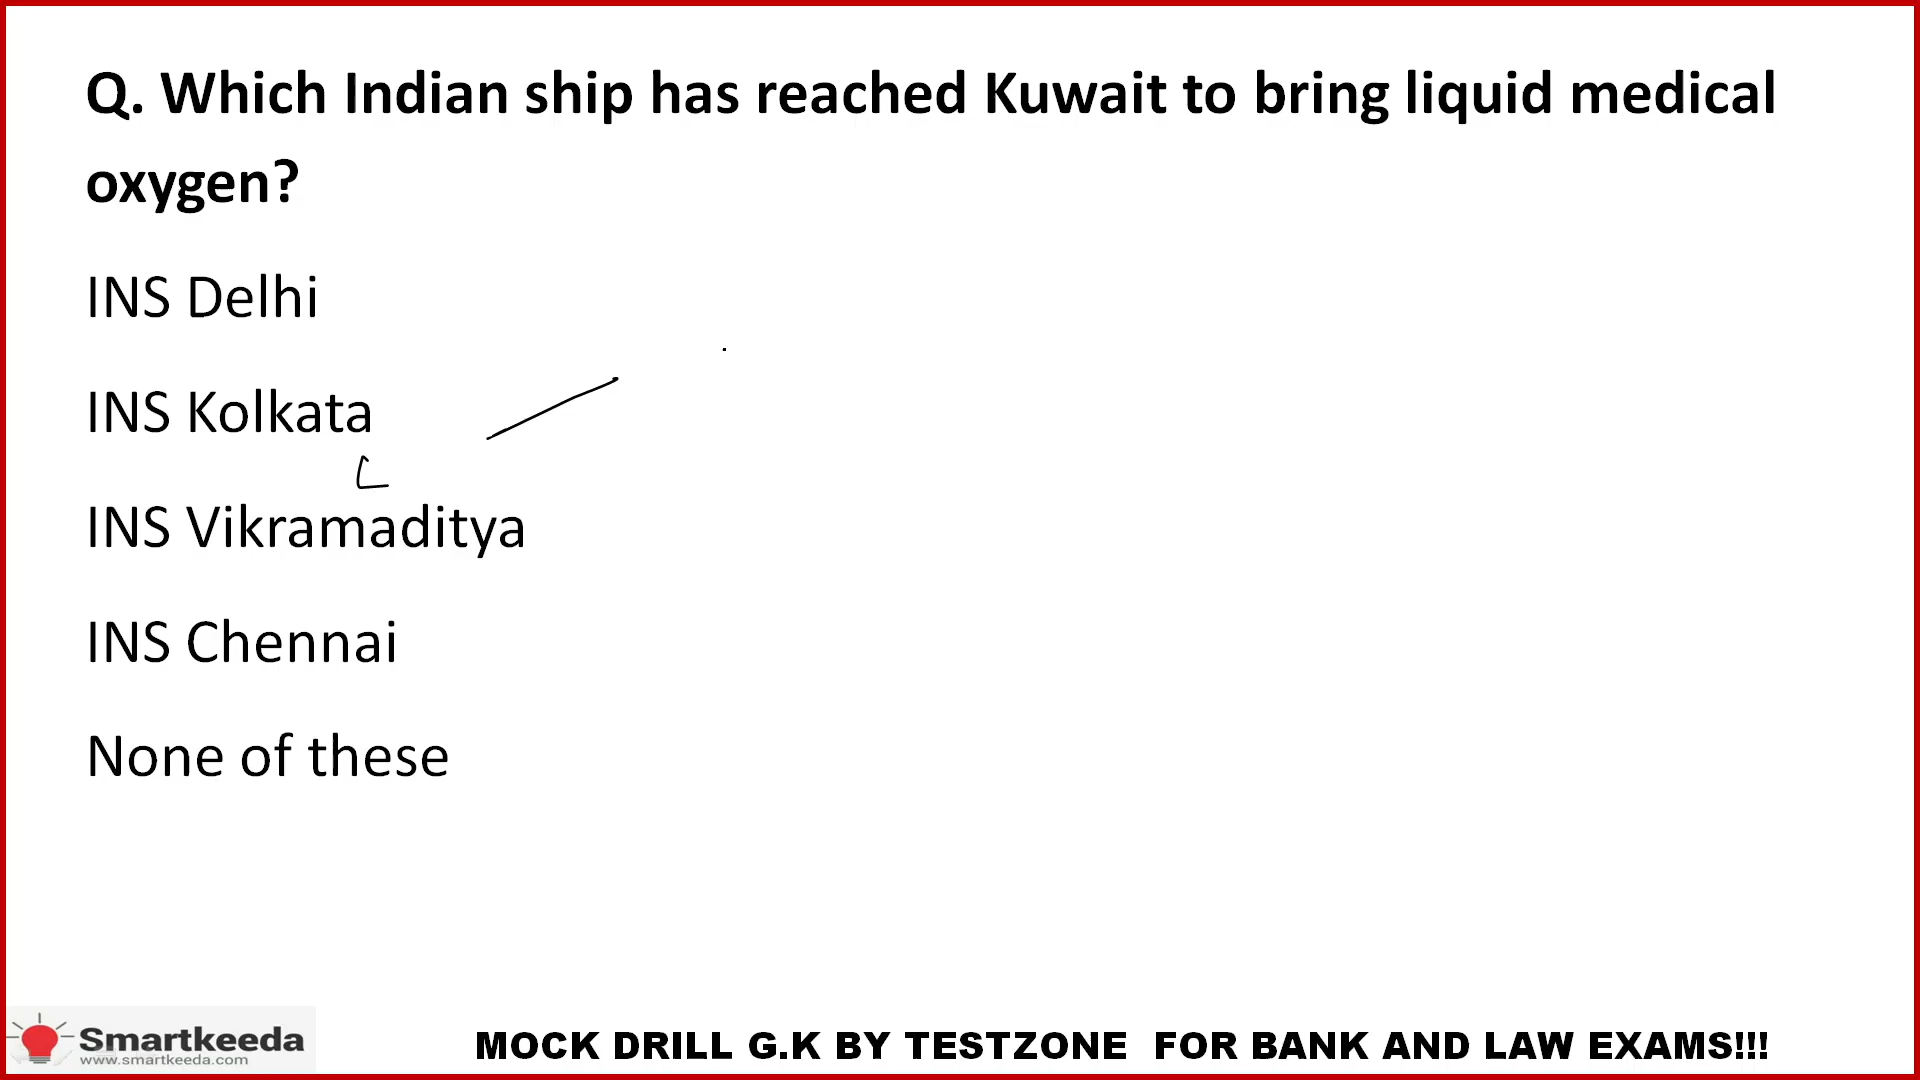 Q. Which Indian ship has reached Kuwait to bring liquid medical
oxygen?
INS Delhi
INS Kolkata
INS Vikramaditya
INS Chennai
None of these
Smartkeeda
www.smartkeeda.com
MOCK DRILL G.K BY TESTZONE FOR BANK AND LAW EXAMS!!!